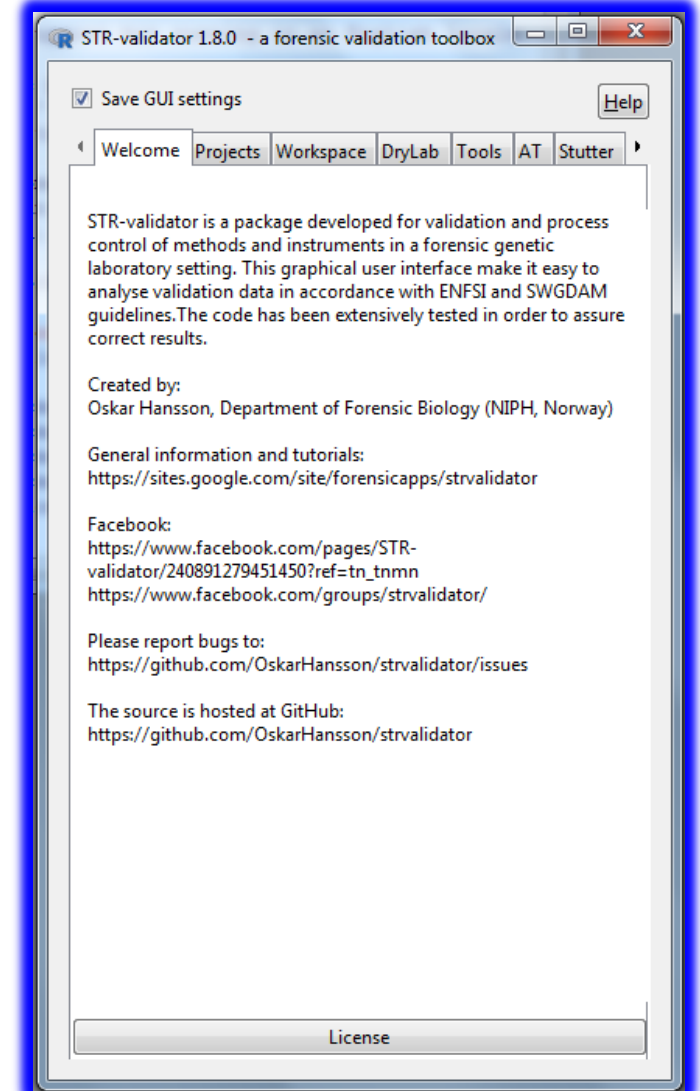 STR-validator 1.8.0 - a forensic validation toolbox
Save GUI settings
Help
Welcome Projects Workspace DryLab Tools AT Stutter
STR-validator is a package developed for validation and process
control of methods and instruments in a forensic genetic
laboratory setting. This graphical user interface make it easy to
analyse validation data in accordance with ENFSI and SWGDAM
guidelines.The code has been extensively tested in order to assure
correct results.
Created by:
Oskar Hansson, Department of Forensic Biology (NIPH, Norway)
General information and tutorials:
https://sites.google.com/site/forensicapps/strvalidator
Facebook:
https://www.facebook.com/pages/STR-
validator/240891279451450?ref=tn_tnmn
https://www.facebook.com/groups/strvalidator/
Please report bugs to:
https://github.com/OskarHansson/strvalidator/issues
The source is hosted at GitHub:
https://github.com/OskarHansson/strvalidator
License